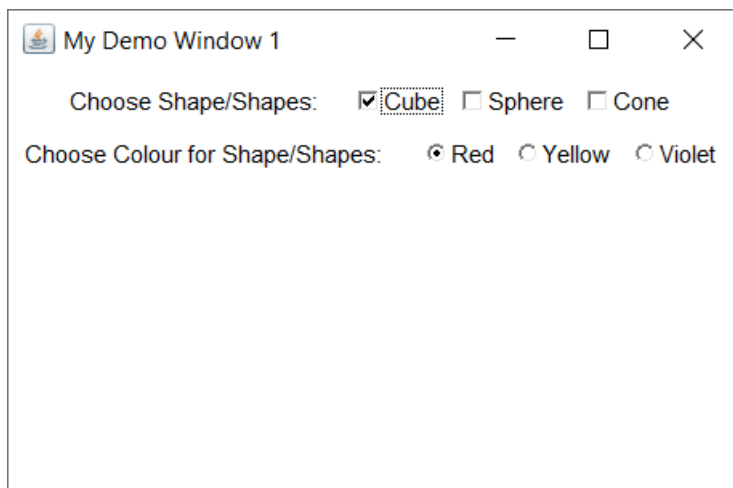 My Demo Window 1
Choose Shape/Shapes: Cube Sphere Cone
Choose Colour for Shape/Shapes: Red Yellow Violet